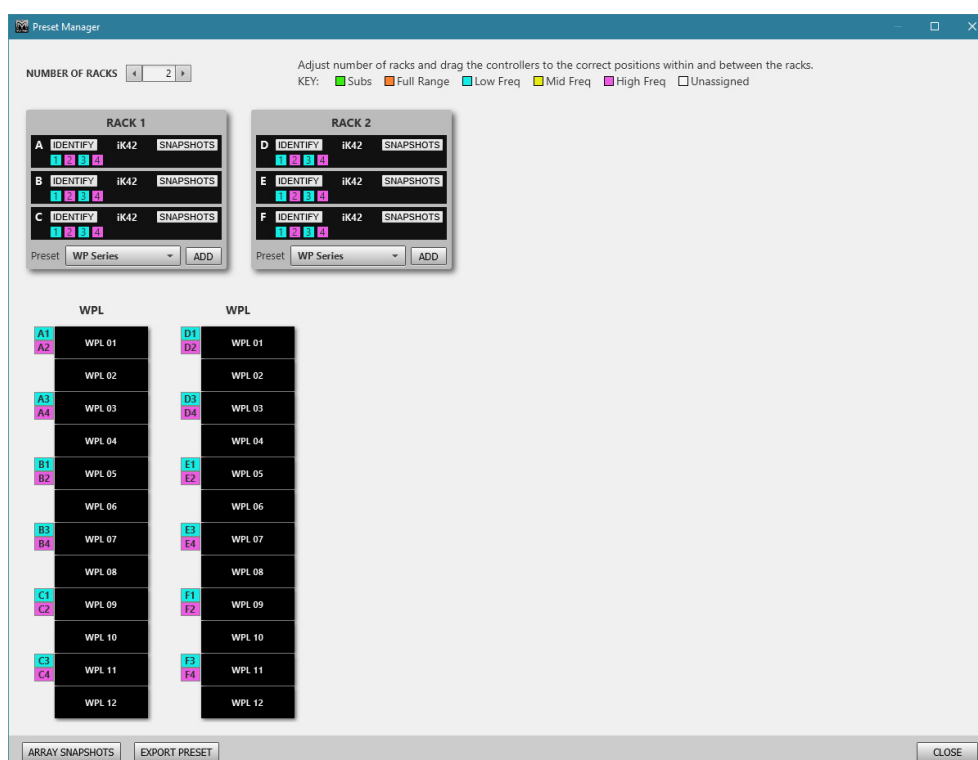 Preset Manager
NUMBER OF RACKS 2
Adjust number of racks and drag the controllers to the correct positions within and between the racks.
KEY: Subs Full Range Low Freq Mid Freq High Freq Unassigned
RACK 1
A IDENTIFY iK42 SNAPSHOTS
1 2 3 4
B IDENTIFY iK42 SNAPSHOTS
1 2 3 4
C IDENTIFY iK42 SNAPSHOTS
1 2 3 4
Preset WP Series ADD
RACK 2
D IDENTIFY iK42 SNAPSHOTS
1 2 3 4
E IDENTIFY iK42 SNAPSHOTS
1 2 3 4
F IDENTIFY iK42 SNAPSHOTS
1 2 3 4
Preset WP Series ADD
WPL
A1
A2
WPL 01
WPL 02
A3
A4
WPL 03
WPL 04
B1
B2
WPL 05
WPL 06
B3
B4
WPL 07
WPL 08
C1
C2
WPL 09
WPL 10
C3
C4
WPL 11
WPL 12
WPL
D1
D2
WPL 01
WPL 02
D3
D4
WPL 03
WPL 04
E1
E2
WPL 05
WPL 06
E3
E4
WPL 07
WPL 08
F1
F2
WPL 09
WPL 10
F3
F4
WPL 11
WPL 12
ARRAY SNAPSHOTS EXPORT PRESET CLOSE